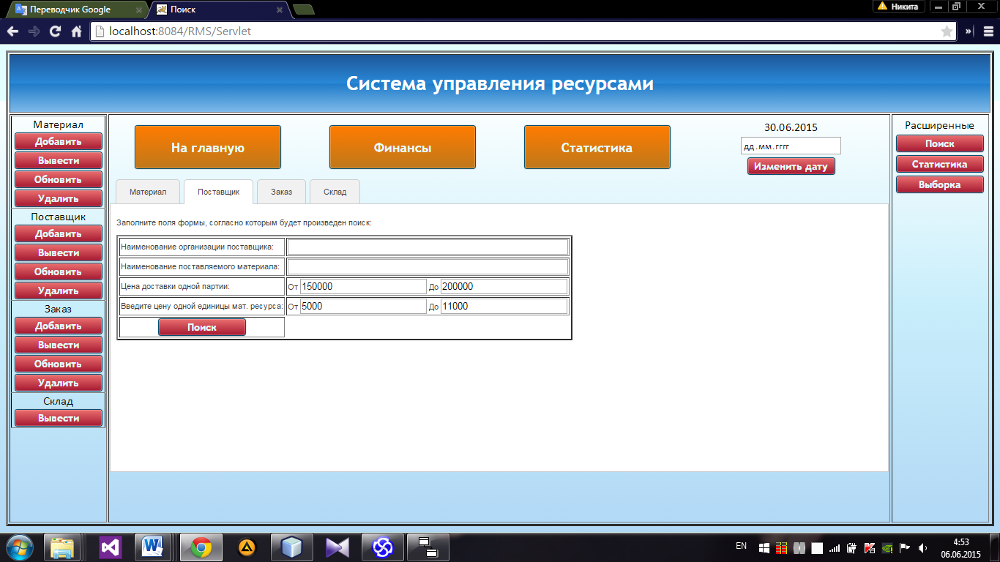 Переводчик Google
Поиск
Никита
localhost:8084/RMS/Servlet
Система управления ресурсами
Материал
Добавить
Вывести
Обновить
Удалить
Поставщик
Добавить
Вывести
Обновить
Удалить
Заказ
Добавить
Вывести
Обновить
Удалить
Склад
Вывести
На главную
Финансы
Статистика
30.06.2015
дд.мм.гггг
Изменить дату
Материал
Поставщик
Заказ
Склад
Заполните поля формы, согласно которым будет произведен поиск:
Наименование организации поставщика:
Наименование поставляемого материала:
Цена доставки одной партии: От 150000 До 200000
Введите цену одной единицы мат. ресурса: От 5000 До 11000
Поиск
Расширенные
Поиск
Статистика
Выборка
EN
4:53
06.06.2015